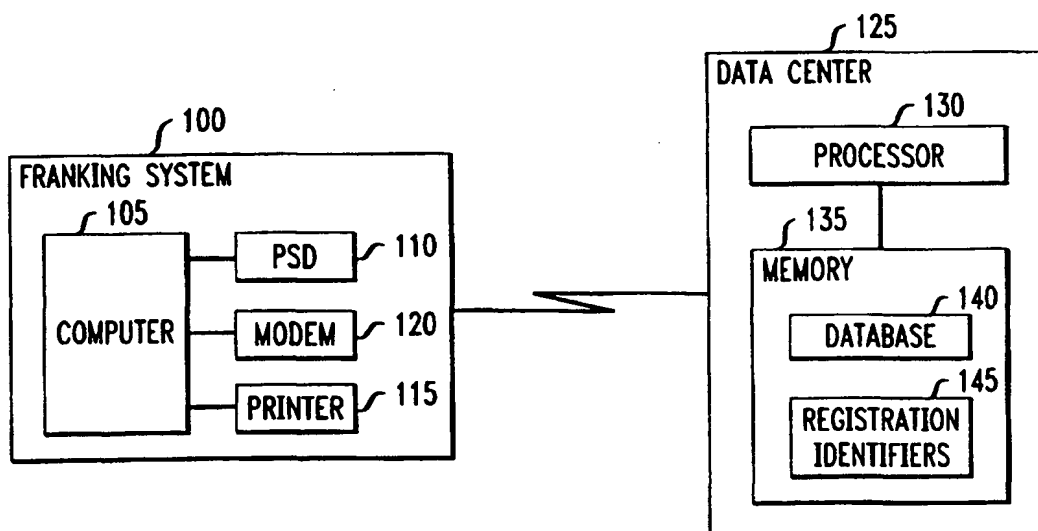 100
FRANKING SYSTEM
105
COMPUTER
PSD
110
MODEM
120
PRINTER
115
125
DATA CENTER
130
PROCESSOR
135
MEMORY
140
DATABASE
145
REGISTRATION
IDENTIFIERS